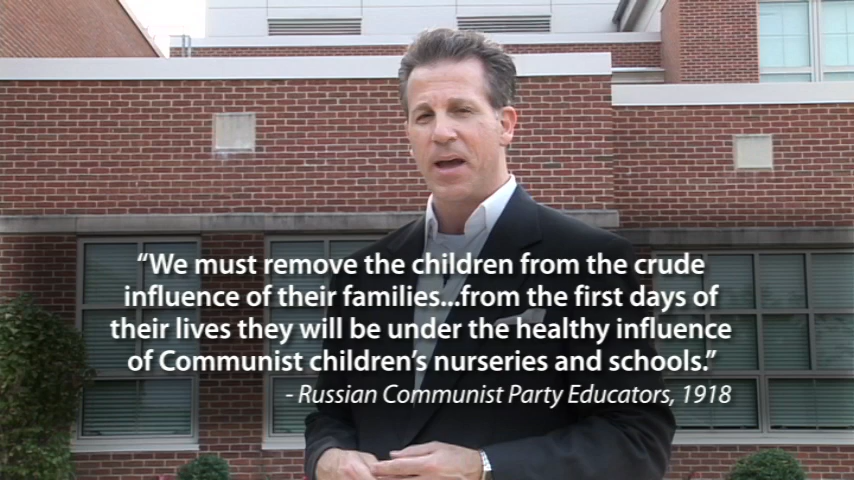 “We must remove the children from the crude
influence of their families...from the first days of
their lives they will be under the healthy influence
of Communist children’s nurseries and schools.”
- Russian Communist Party Educators, 1918